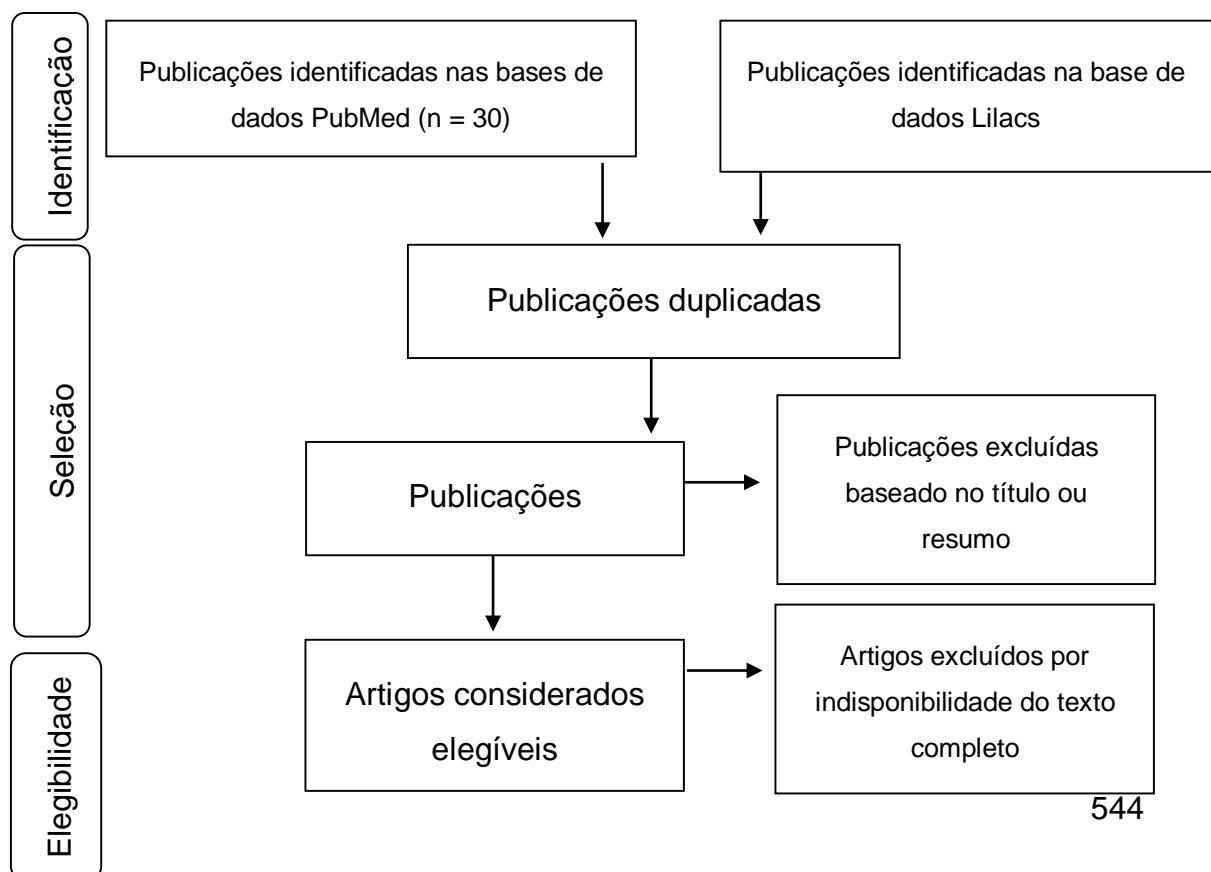 Identificação
Publicações identificadas nas bases de
dados PubMed (n = 30)
Publicações identificadas na base de
dados Lilacs
Seleção
Publicações duplicadas
Publicações
Publicações excluídas
baseado no título ou
resumo
Elegibilidade
Artigos considerados
elegíveis
Artigos excluídos por
indisponibilidade do texto
completo
544